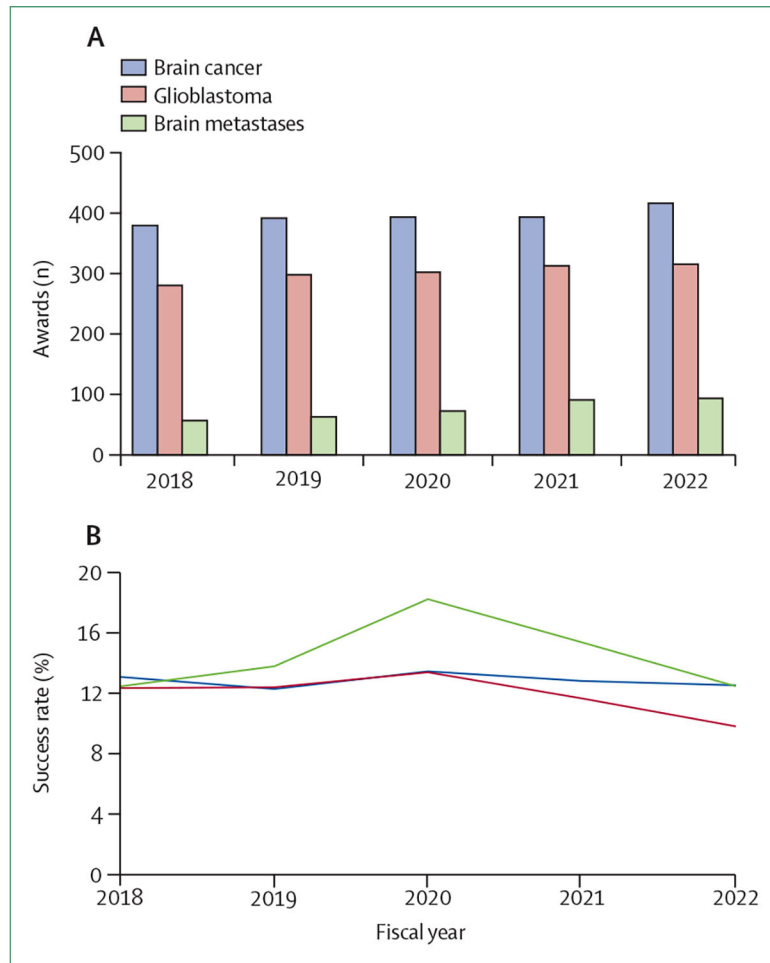 A
Brain cancer
Glioblastoma
Brain metastases
500
400
300
200
100
0
Awards (n)
2018 2019 2020 2021 2022
B
20
16
12
8
4
0
Success rate (%)
2018 2019 2020 2021 2022
Fiscal year